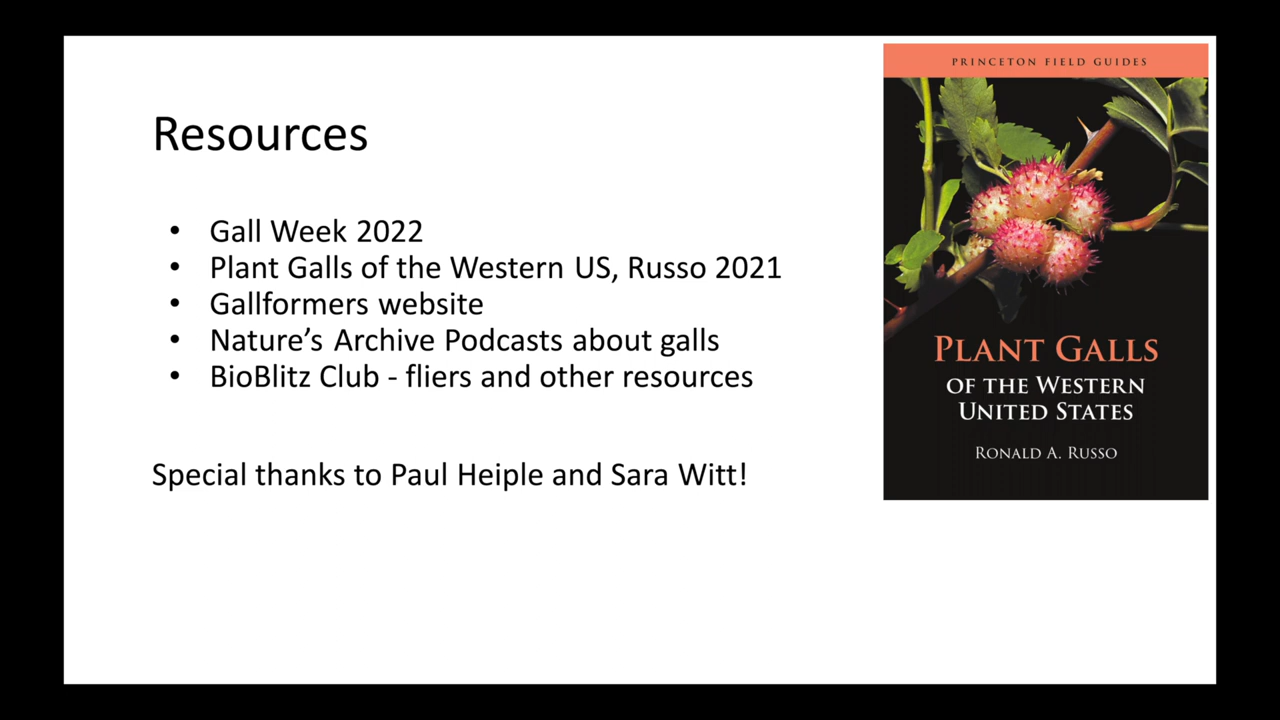 Resources
• Gall Week 2022
• Plant Galls of the Western US, Russo 2021
• Gallformers website
• Nature’s Archive Podcasts about galls
• BioBlitz Club - fliers and other resources
Special thanks to Paul Heiple and Sara Witt!
PRINCETON FIELD GUIDES
PLANT GALLS
OF THE WESTERN
UNITED STATES
RONALD A. RUSSO